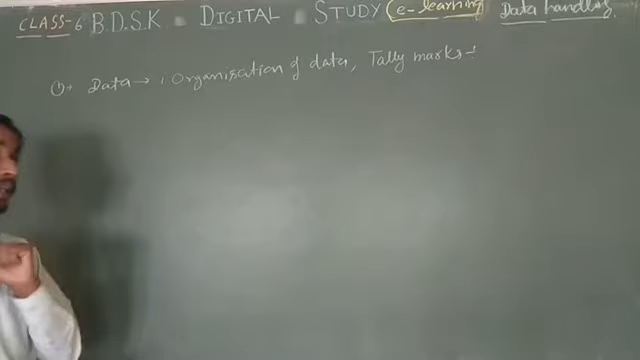 CLASS-6 B.D.S.K. DIGITAL STUDY (e-learning) Data handling.
①→ Data → , Organisation of data, Tally marks -: